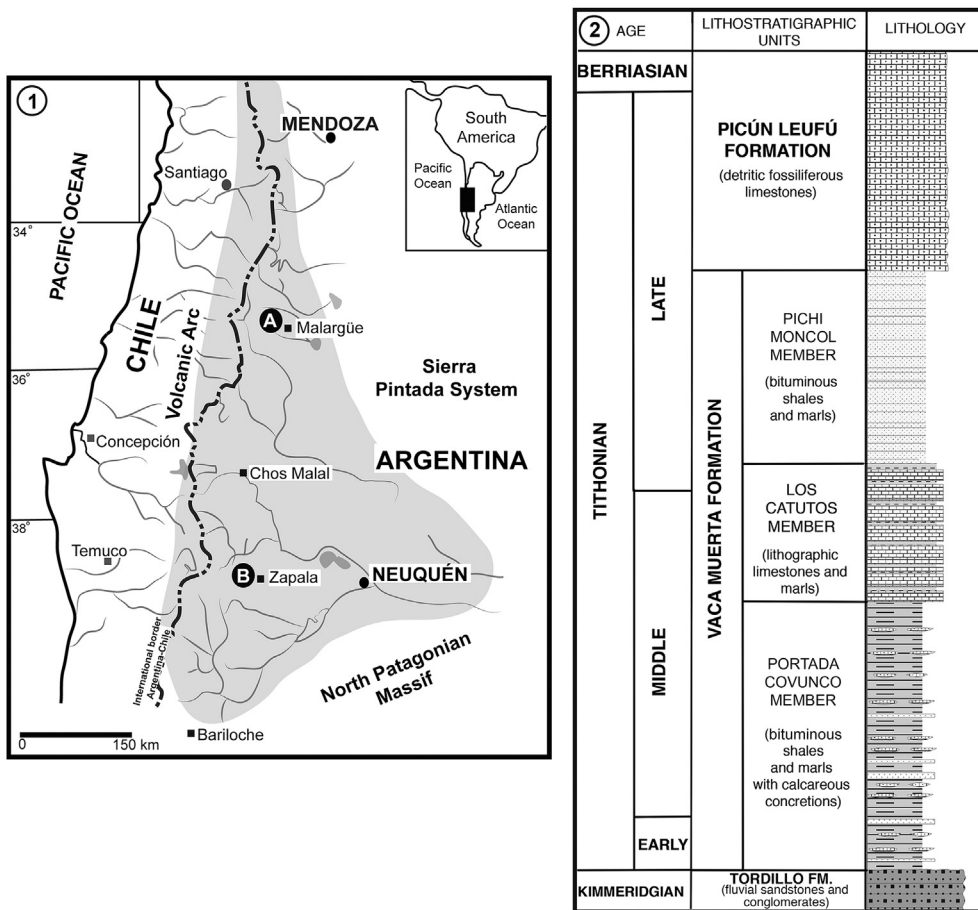 1
MENDOZA
Santiago
South
America
Pacific
Ocean
Atlantic
Ocean
PACIFIC OCEAN
34°
CHILE
Volcanic Arc
A
Malargüe
Sierra
Pintada System
36°
Concepción
ARGENTINA
Chos Malal
38°
Temuco
B
Zapala
NEUQUÉN
International border
Argentina-Chile
North Patagonian
Massif
Bariloche
0 150 km
2 AGE
LITHOSTRATIGRAPHIC
UNITS
LITHOLOGY
BERRIASIAN
PICÚN LEUFÚ
FORMATION
(detritic fossiliferous
limestones)
TITHONIAN
LATE
VACA MUERTA FORMATION
PICHI
MONCOL
MEMBER
(bituminous
shales
and marls)
LOS
CATUTOS
MEMBER
(lithographic
limestones and
marls)
MIDDLE
PORTADA
COVUNCO
MEMBER
(bituminous
shales
and marls
with calcareous
concretions)
EARLY
KIMMERIDGIAN
TORDILLO FM.
(fluvial sandstones and
conglomerates)